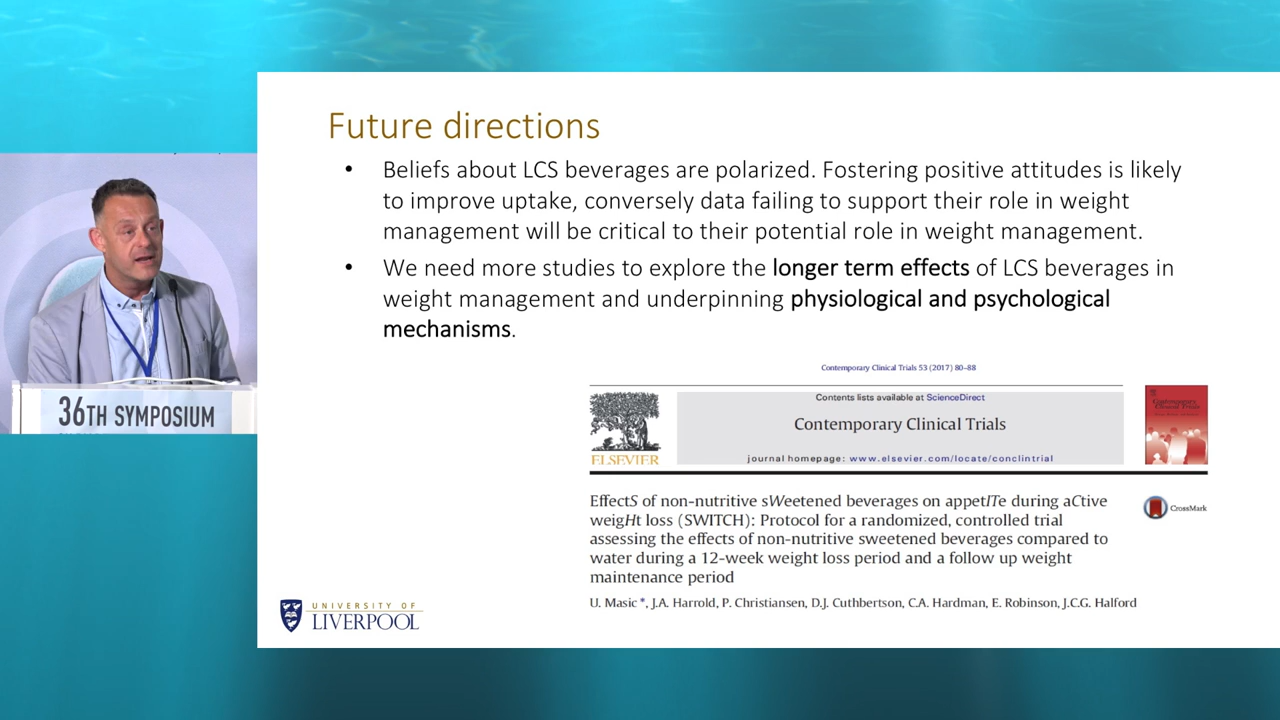 Future directions
• Beliefs about LCS beverages are polarized. Fostering positive attitudes is likely
to improve uptake, conversely data failing to support their role in weight
management will be critical to their potential role in weight management.
• We need more studies to explore the longer term effects of LCS beverages in
weight management and underpinning physiological and psychological
mechanisms.
36TH SYMPOSIUM
Contemporary Clinical Trials 53 (2017) 80–88
Contents lists available at ScienceDirect
Contemporary Clinical Trials
journal homepage: www.elsevier.com/locate/conclintrial
ELSEVIER
Contemporary
Clinical Trials
EffectS of non-nutritive sWeetened beverages on appetITe during aCtive
weigHt loss (SWITCH): Protocol for a randomized, controlled trial
assessing the effects of non-nutritive sweetened beverages compared to
water during a 12-week weight loss period and a follow up weight
maintenance period
CrossMark
U. Masic *, J.A. Harrold, P. Christiansen, D.J. Cuthbertson, C.A. Hardman, E. Robinson, J.C.G. Halford
UNIVERSITY OF
LIVERPOOL